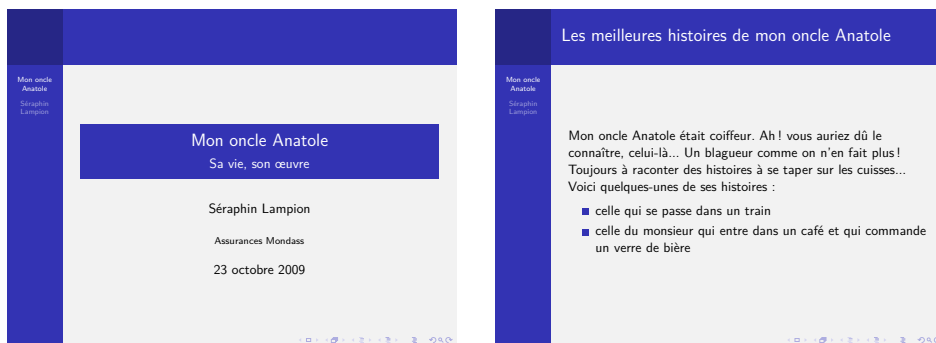 Mon oncle
Anatole
Séraphin
Lampion
Mon oncle Anatole
Sa vie, son œuvre
Séraphin Lampion
Assurances Mondass
23 octobre 2009
Les meilleures histoires de mon oncle Anatole
Mon oncle
Anatole
Séraphin
Lampion
Mon oncle Anatole était coiffeur. Ah ! vous auriez dû le
connaître, celui-là... Un blagueur comme on n'en fait plus !
Toujours à raconter des histoires à se taper sur les cuisses...
Voici quelques-unes de ses histoires :
celle qui se passe dans un train
celle du monsieur qui entre dans un café et qui commande
un verre de bière